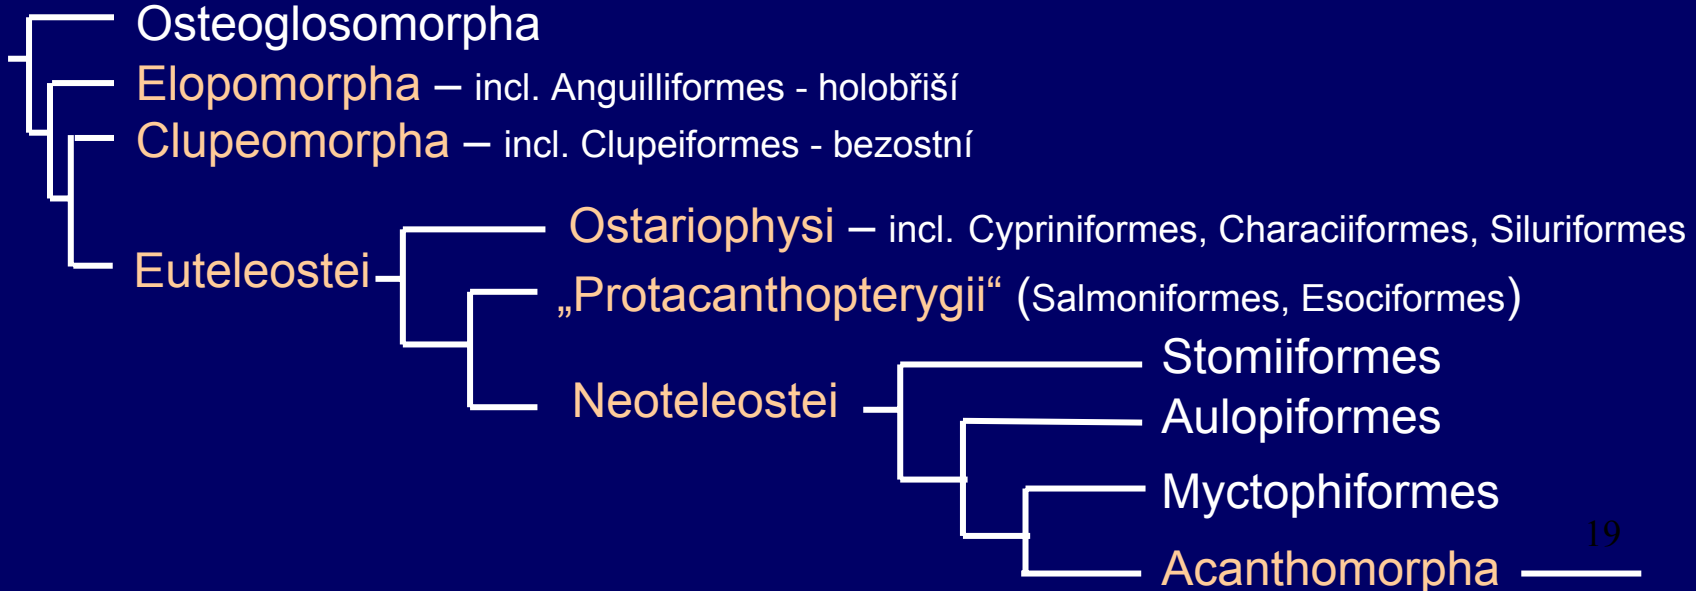 Osteoglosomorpha
Elopomorpha – incl. Anguilliformes - holobřiší
Clupeomorpha – incl. Clupeiformes - bezostní
Ostariophysi – incl. Cypriniformes, Characiiformes, Siluriformes
Euteleostei
„Protacanthopterygii“ (Salmoniformes, Esociformes)
Stomiiformes
Neoteleostei
Aulopiformes
Myctophiformes
19
Acanthomorpha